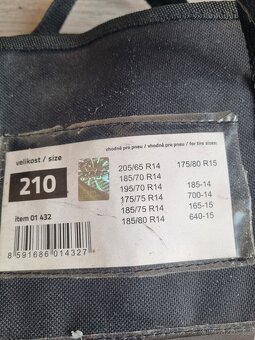 velikost / size
210
item 01 432
8 591686 014327
vhodné pro pneu / vhodné pre pneu / for tire sizes:
205/65 R14
185/70 R14
195/70 R14
175/75 R14
185/75 R14
185/80 R14
175/80 R15
185-14
700-14
165-15
640-15